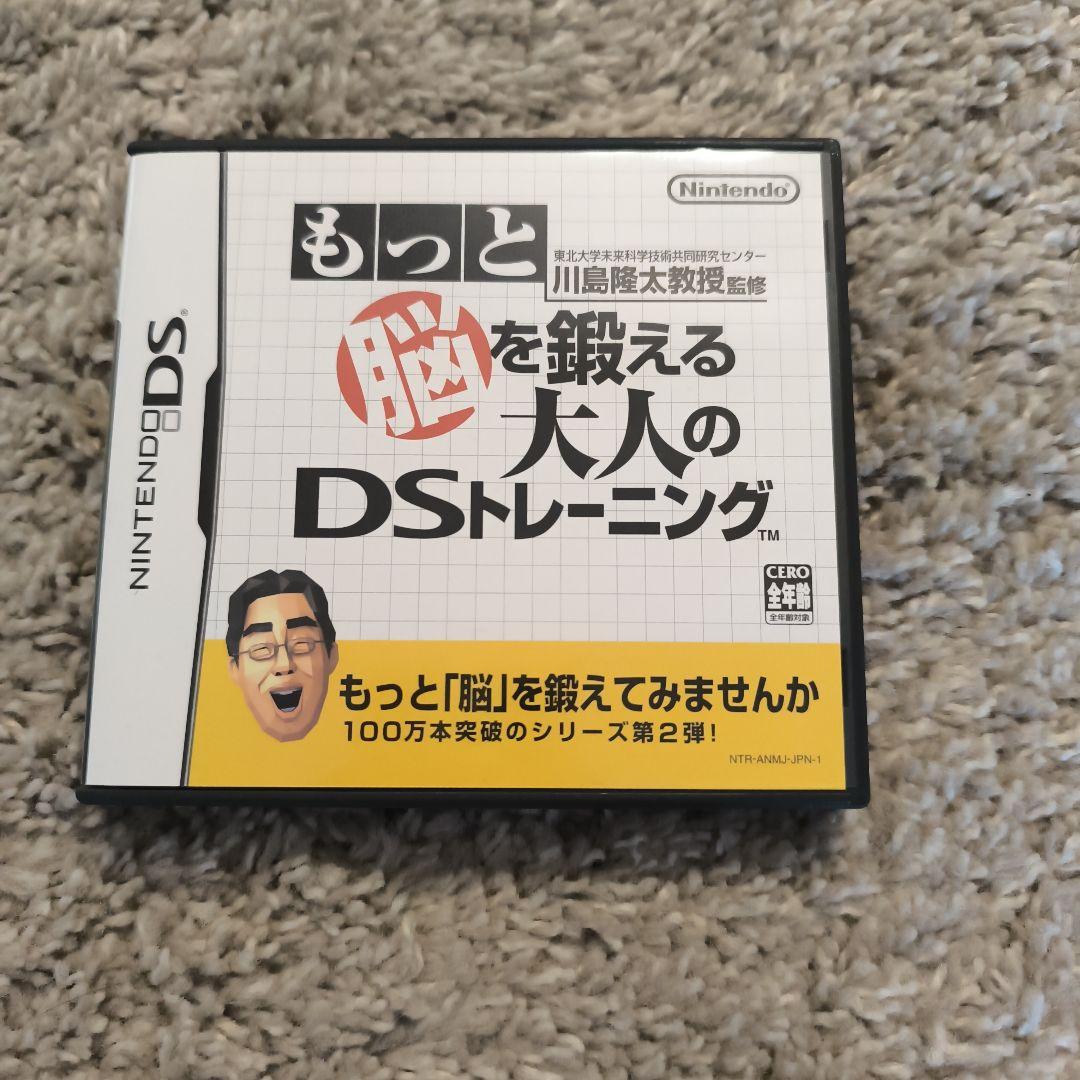 NINTENDO DS®
Nintendo®
もっと
東北大学未来科学技術共同研究センター
川島隆太教授監修
脳を鍛える
大人の
DSトレーニング™
CERO
全年齢
全年齢対象
もっと「脳」を鍛えてみませんか
100万本突破のシリーズ第2弾!
NTR-ANMJ-JPN-1